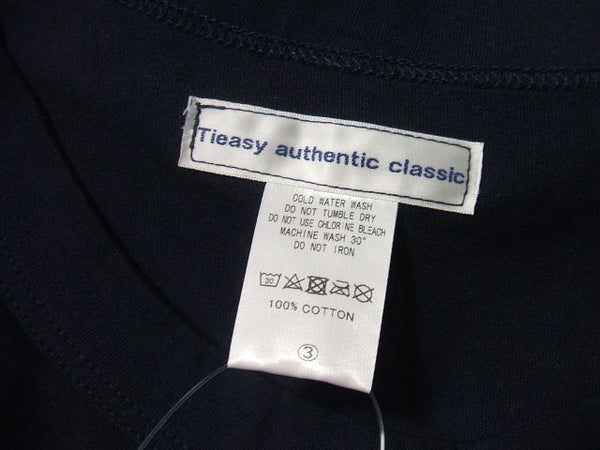 Tieasy authentic classic
COLD WATER WASH
DO NOT TUMBLE DRY
DO NOT USE CHLORINE BLEACH
MACHINE WASH 30°
DO NOT IRON
30
100% COTTON
3